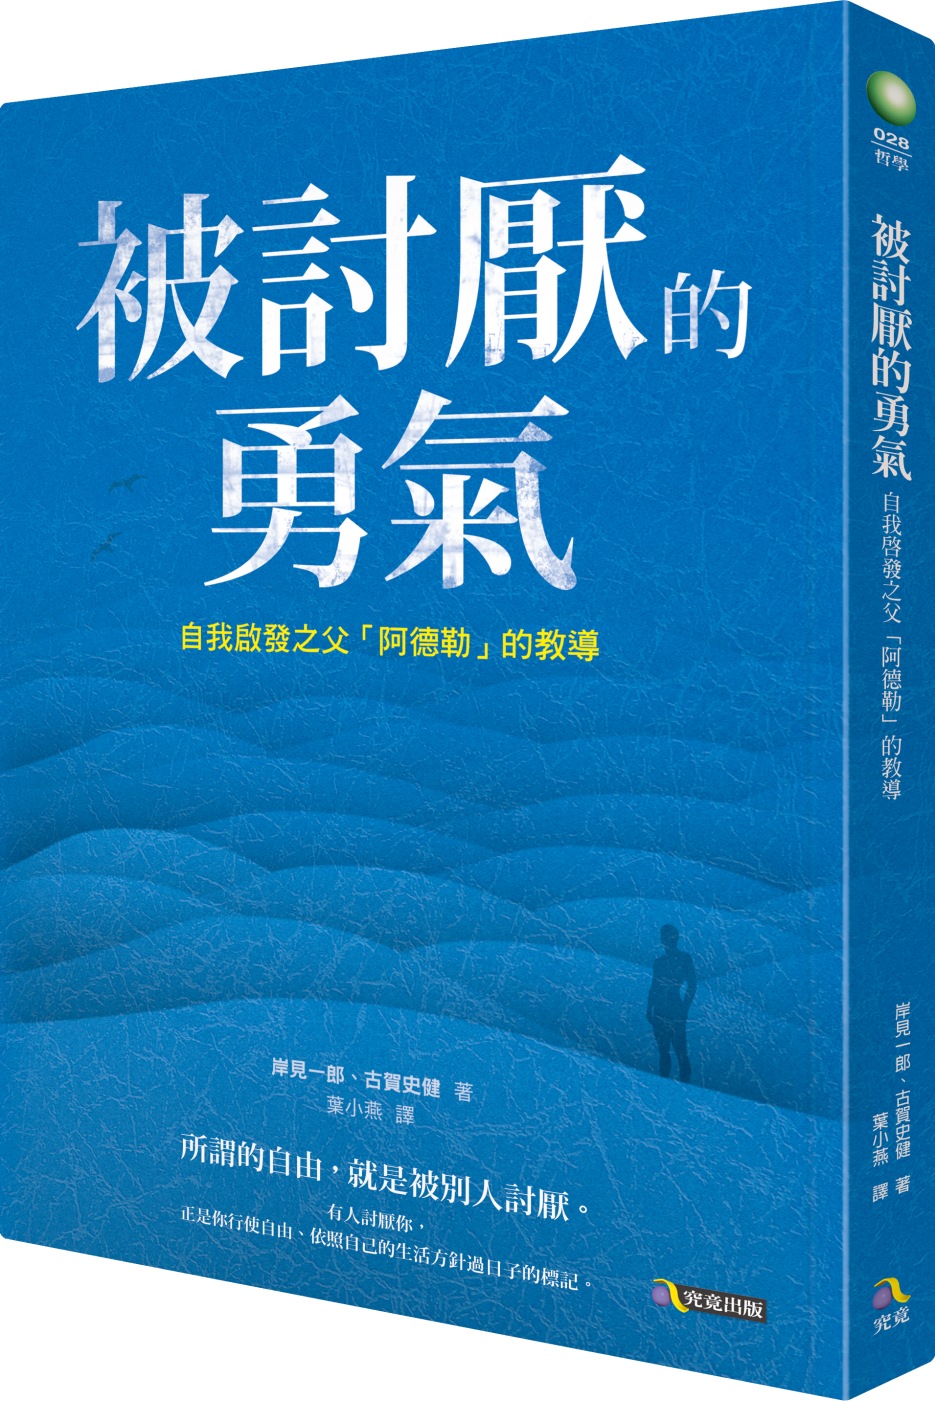 被討厭的
勇氣
自我啟發之父「阿德勒」的教導
岸見一郎、古賀史健 著
葉小燕 譯
所謂的自由，就是被別人討厭。
有人討厭你，
正是你行使自由、依照自己的生活方針過日子的標記。
究竟出版
028
哲學
被討厭的勇氣
自我啓發之父「阿德勒」的教導
岸見一郎、古賀史健 著
葉小燕 譯
究竟